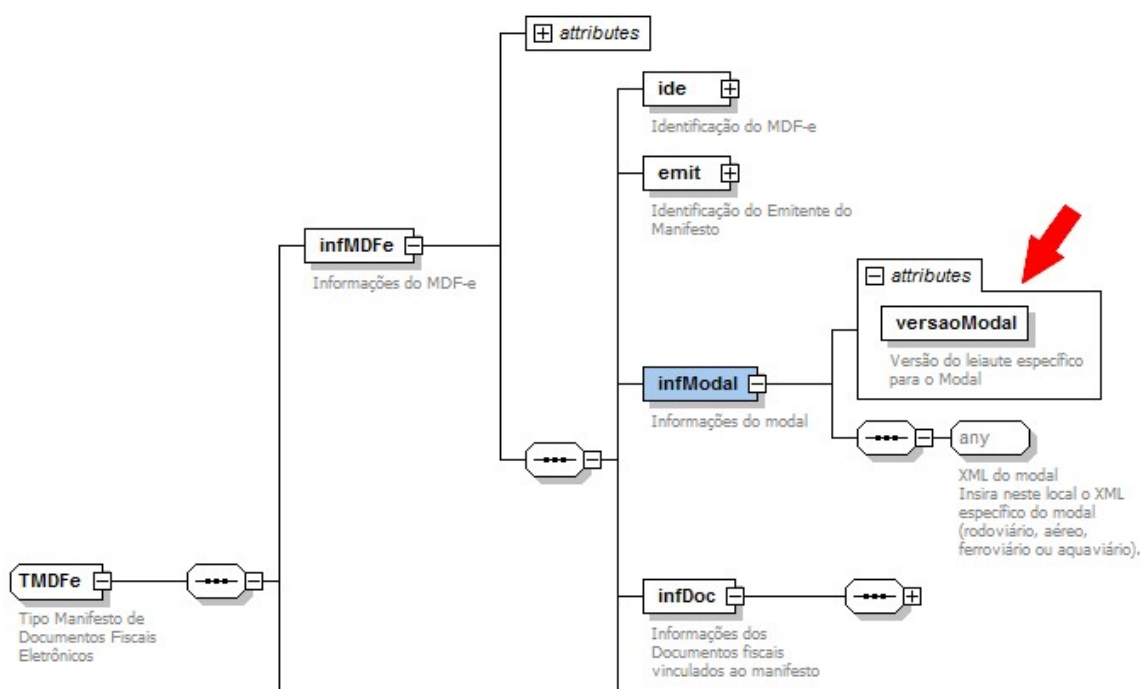 attributes
ide
Identificação do MDF-e
emit
Identificação do Emitente do
Manifesto
infMDFe
Informações do MDF-e
attributes
versaoModal
Versão do leiaute específico
para o Modal
infModal
Informações do modal
any
XML do modal
Insira neste local o XML
específico do modal
(rodoviário, aéreo,
ferroviário ou aquaviário).
TMDFe
Tipo Manifesto de
Documentos Fiscais
Eletrônicos
infDoc
Informações dos
Documentos fiscais
vinculados ao manifesto